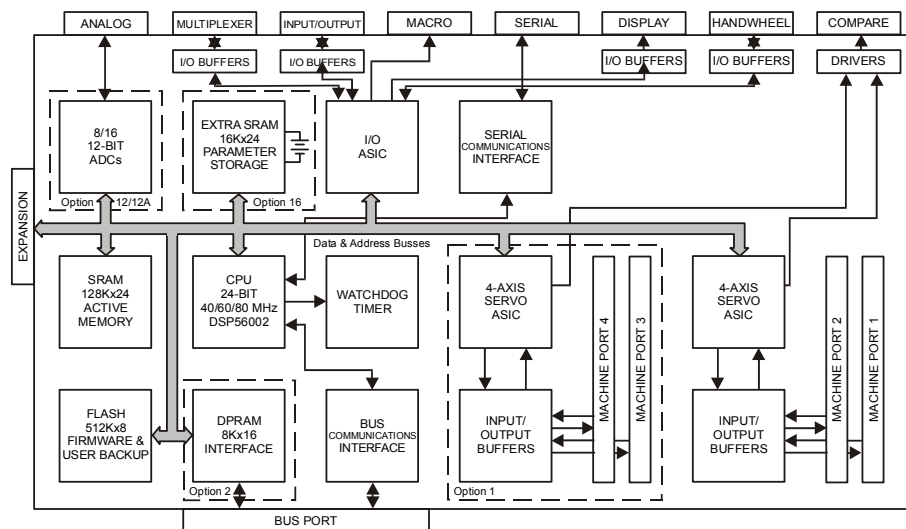 ANALOG
MULTIPLEXER
INPUT/OUTPUT
MACRO
SERIAL
DISPLAY
HANDWHEEL
COMPARE
I/O BUFFERS
I/O BUFFERS
I/O BUFFERS
I/O BUFFERS
DRIVERS
8/16
12-BIT
ADCs
Option 12/12A
EXTRA SRAM
16Kx24
PARAMETER
STORAGE
Option 16
I/O
ASIC
SERIAL
COMMUNICATIONS
INTERFACE
EXPANSION
Data & Address Busses
SRAM
128Kx24
ACTIVE
MEMORY
CPU
24-BIT
40/60/80 MHz
DSP56002
WATCHDOG
TIMER
4-AXIS
SERVO
ASIC
MACHINE PORT 4
MACHINE PORT 3
4-AXIS
SERVO
ASIC
MACHINE PORT 2
MACHINE PORT 1
FLASH
512Kx8
FIRMWARE &
USER BACKUP
DPRAM
8Kx16
INTERFACE
Option 2
BUS
COMMUNICATIONS
INTERFACE
INPUT/
OUTPUT
BUFFERS
Option 1
INPUT/
OUTPUT
BUFFERS
BUS PORT